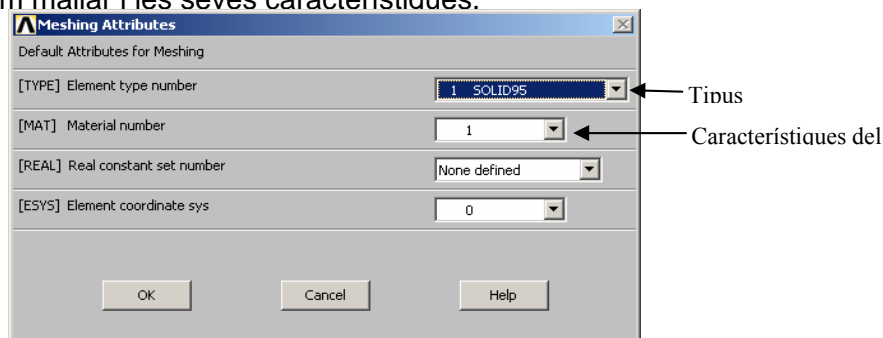 mallar i les seves característiques.
Meshing Attributes
Default Attributes for Meshing
[TYPE] Element type number
1 SOLID95
Tipus
[MAT] Material number
1
Característiques del
[REAL] Real constant set number
None defined
[ESYS] Element coordinate sys
0
OK
Cancel
Help